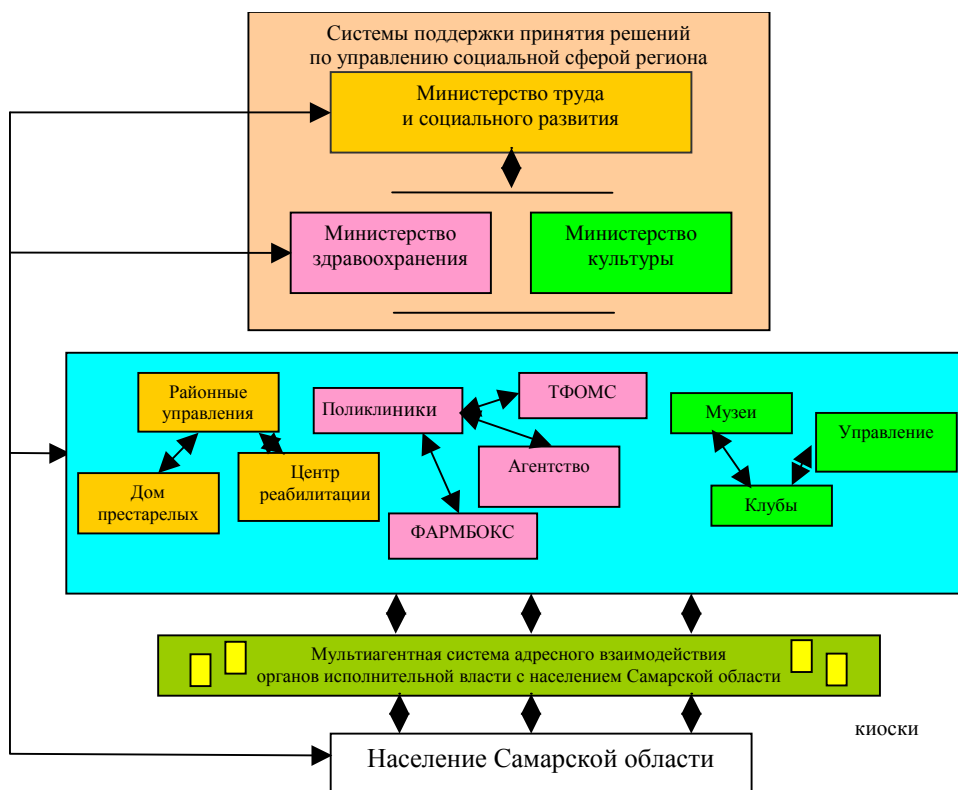 Системы поддержки принятия решений
по управлению социальной сферой региона
Министерство труда
и социального развития
Министерство
здравоохранения
Министерство
культуры
Районные
управления
Дом
престарелых
Центр
реабилитации
Поликлиники
ТФОМС
Агентство
ФАРМБОКС
Музеи
Управление
Клубы
Мультиагентная система адресного взаимодействия
органов исполнительной власти с населением Самарской области
киоски
Население Самарской области